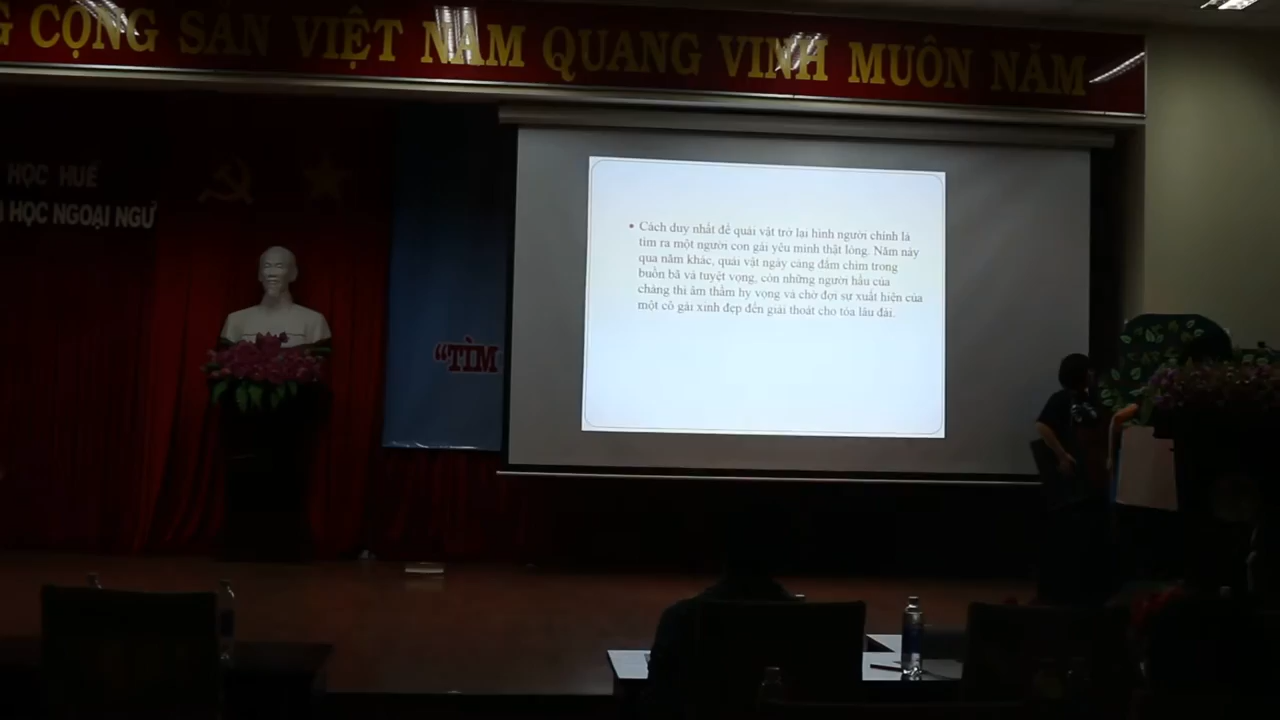 G CỘNG SẢN VIỆT NAM QUANG VINH MUÔN NĂM
HỌC HUẾ
HỌC NGOẠI NGỮ
“TÌM
• Cách duy nhất để quái vật trở lại hình người chính là
tìm ra một người con gái yêu mình thật lòng. Năm này
qua năm khác, quái vật ngày càng đắm chìm trong
buồn bã và tuyệt vọng, còn những người hầu của
chàng thì âm thầm hy vọng và chờ đợi sự xuất hiện của
một cô gái xinh đẹp đến giải thoát cho tòa lâu đài.